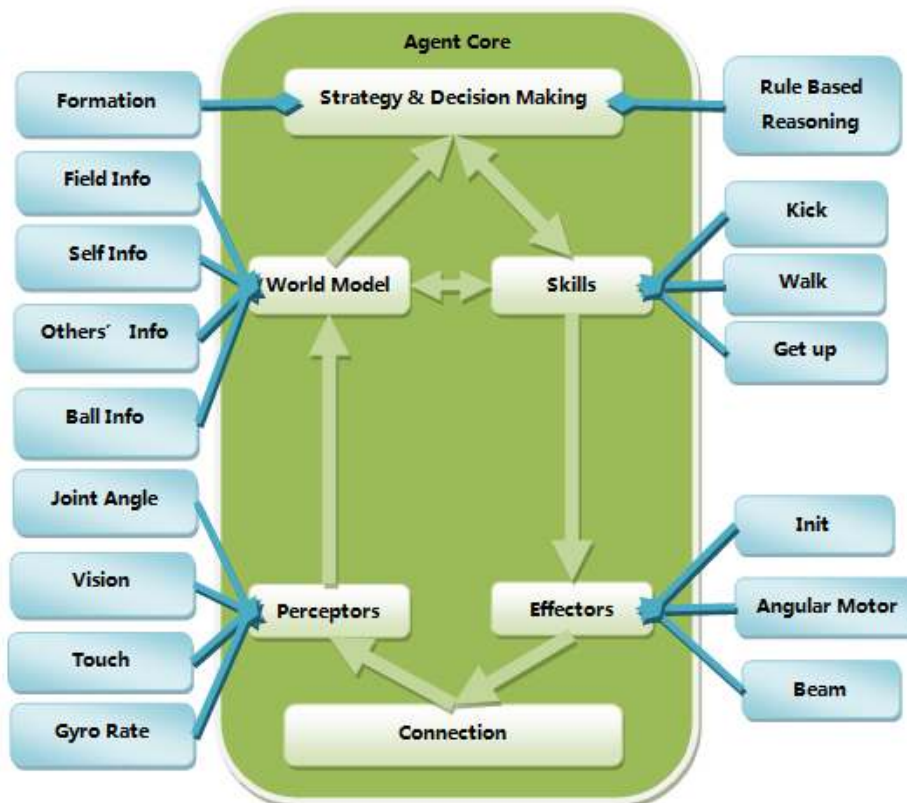 Agent Core
Formation
Strategy & Decision Making
Rule Based
Reasoning
Field Info
Self Info
Others′ Info
Ball Info
World Model
Skills
Kick
Walk
Get up
Joint Angle
Vision
Touch
Gyro Rate
Perceptors
Effectors
Init
Angular Motor
Beam
Connection